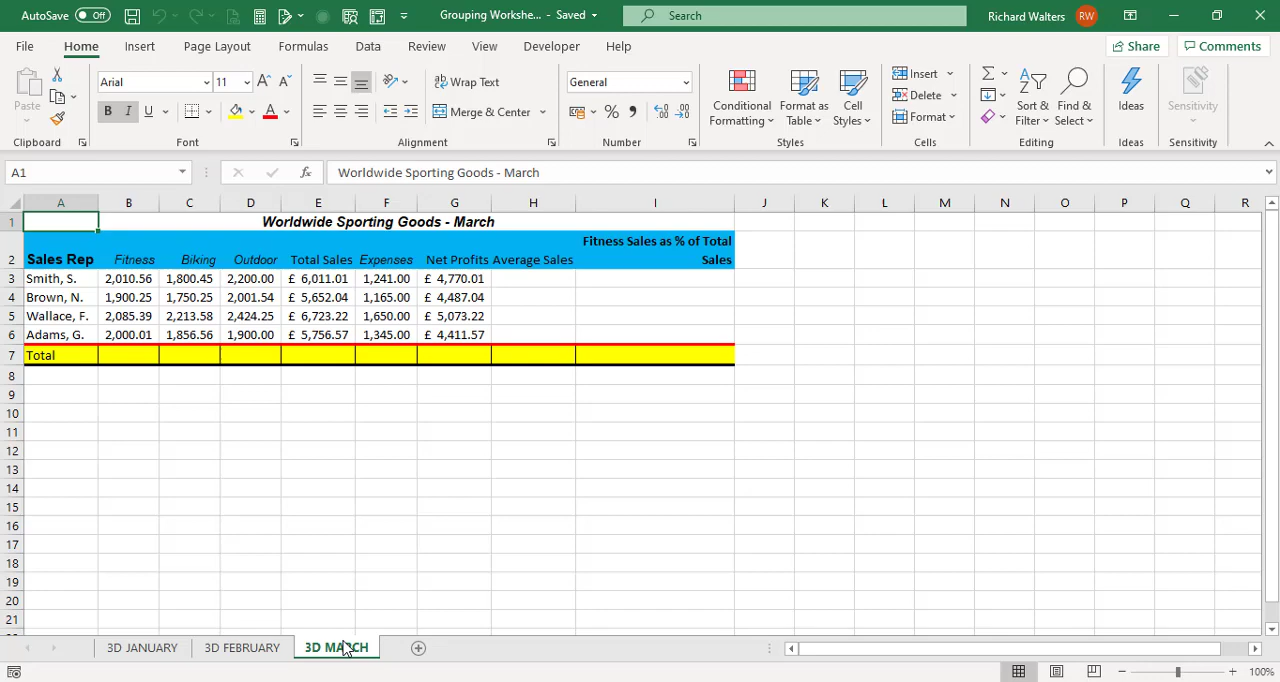 AutoSave Off Grouping Workshe... - Saved Search Richard Walters RW
File Home Insert Page Layout Formulas Data Review View Developer Help Share Comments
Paste Arial 11 Wrap Text General Conditional Formatting Format as Table Cell Styles Insert Sort & Filter Find & Select Ideas Sensitivity
B I U Merge & Center % Delete
Format
Clipboard Font Alignment Number Styles Cells Editing Ideas Sensitivity
A1 fx Worldwide Sporting Goods - March
A B C D E F G H I J K L M N O P Q R
1 Worldwide Sporting Goods - March
2 Sales Rep Fitness Biking Outdoor Total Sales Expenses Net Profits Average Sales Fitness Sales as % of Total Sales
3 Smith, S. 2,010.56 1,800.45 2,200.00 £ 6,011.01 1,241.00 £ 4,770.01
4 Brown, N. 1,900.25 1,750.25 2,001.54 £ 5,652.04 1,165.00 £ 4,487.04
5 Wallace, F. 2,085.39 2,213.58 2,424.25 £ 6,723.22 1,650.00 £ 5,073.22
6 Adams, G. 2,000.01 1,856.56 1,900.00 £ 5,756.57 1,345.00 £ 4,411.57
7 Total
8
9
10
11
12
13
14
15
16
17
18
19
20
21
3D JANUARY 3D FEBRUARY 3D MARCH
100%